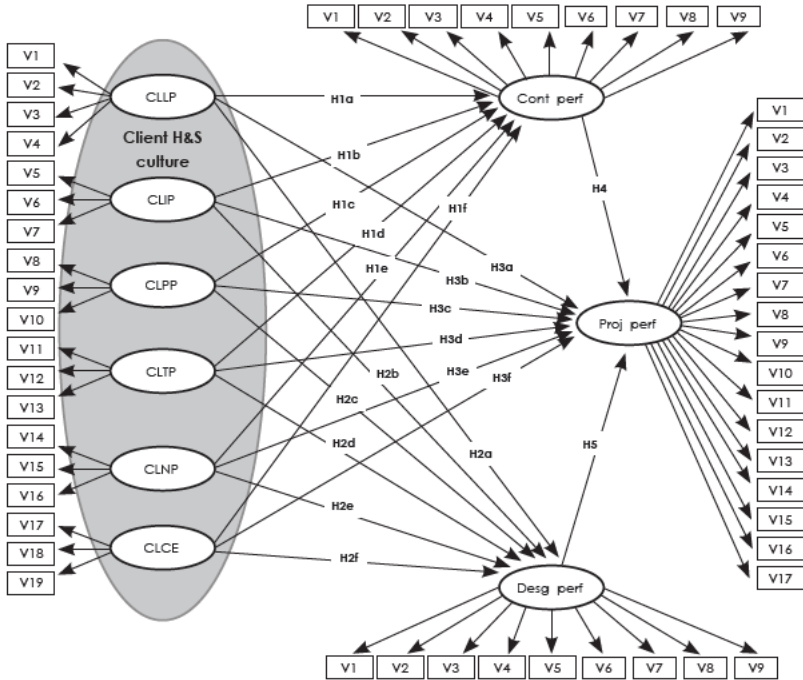 V1 V2 V3 V4 V5 V6 V7 V8 V9
V1
V2
V3
V4
V5
V6
V7
V8
V9
V10
V11
V12
V13
V14
V15
V16
V17
V18
V19
CLLP
Client H&S
culture
CLIP
CLPP
CLTP
CLNP
CLCE
H1a
H1b
H1c
H1d
H1e
H1f
H3a
H3b
H3c
H3d
H3e
H3f
H2b
H2c
H2d
H2a
H2e
H2f
Cont perf
H4
Proj perf
H5
Desg perf
V1
V2
V3
V4
V5
V6
V7
V8
V9
V10
V11
V12
V13
V14
V15
V16
V17
V1 V2 V3 V4 V5 V6 V7 V8 V9